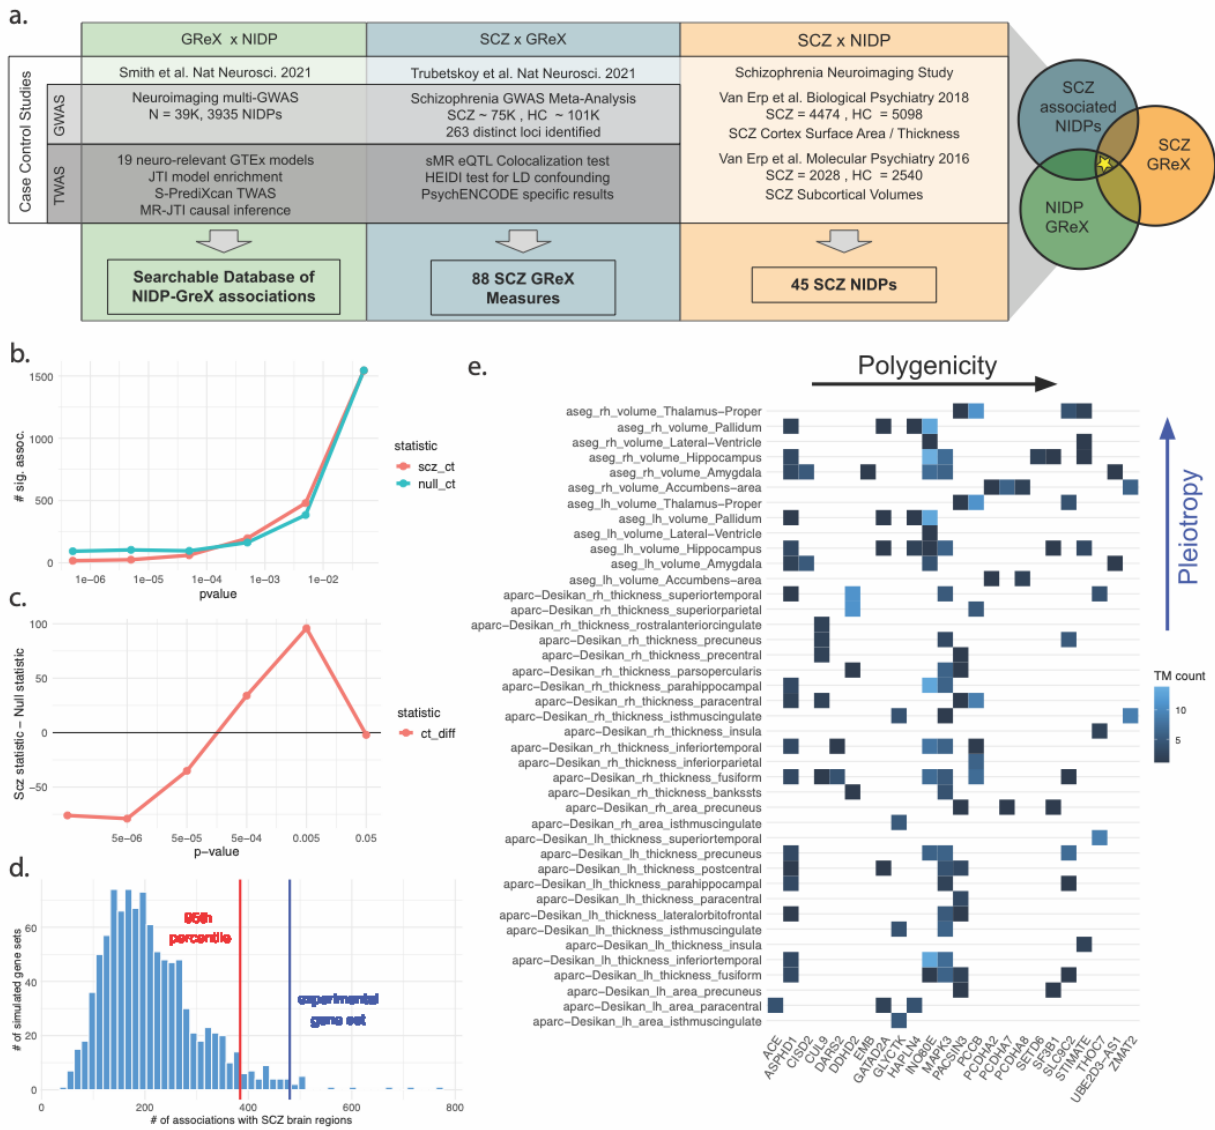 a.
GReX x NIDP
SCZ x GReX
SCZ x NIDP
Case Control Studies
GWAS
TWAS
Smith et al. Nat Neurosci. 2021
Neuroimaging multi-GWAS
N = 39K, 3935 NIDPs
19 neuro-relevant GTEx models
JTI model enrichment
S-PrediXcan TWAS
MR-JTI causal inference
Searchable Database of
NIDP-GreX associations
Trubetskoy et al. Nat Neurosci. 2021
Schizophrenia GWAS Meta-Analysis
SCZ ~ 75K , HC ~ 101K
263 distinct loci identified
sMR eQTL Colocalization test
HEIDI test for LD confounding
PsychENCODE specific results
88 SCZ GReX
Measures
Schizophrenia Neuroimaging Study
Van Erp et al. Biological Psychiatry 2018
SCZ = 4474 , HC = 5098
SCZ Cortex Surface Area / Thickness
Van Erp et al. Molecular Psychiatry 2016
SCZ = 2028 , HC = 2540
SCZ Subcortical Volumes
45 SCZ NIDPs
SCZ
associated
NIDPs
SCZ
GReX
NIDP
GReX
b.
# sig. assoc.
1500
1000
500
0
1e-06
1e-05
1e-04
1e-03
1e-02
pvalue
statistic
scz_ct
null_ct
c.
Scz statistic − Null statistic
100
50
0
−50
5e−06
5e−05
5e−04
0.005
0.05
p−value
statistic
ct_diff
d.
# of simulated gene sets
60
40
20
0
95th
percentile
experimental
gene set
0
200
400
600
800
# of associations with SCZ brain regions
e.
Polygenicity
Pleiotropy
aseg_rh_volume_Thalamus−Proper
aseg_rh_volume_Pallidum
aseg_rh_volume_Lateral−Ventricle
aseg_rh_volume_Hippocampus
aseg_rh_volume_Amygdala
aseg_rh_volume_Accumbens−area
aseg_lh_volume_Thalamus−Proper
aseg_lh_volume_Pallidum
aseg_lh_volume_Lateral−Ventricle
aseg_lh_volume_Hippocampus
aseg_lh_volume_Amygdala
aseg_lh_volume_Accumbens−area
aparc−Desikan_rh_thickness_superiortemporal
aparc−Desikan_rh_thickness_superiorparietal
aparc−Desikan_rh_thickness_rostralanteriorcingulate
aparc−Desikan_rh_thickness_precuneus
aparc−Desikan_rh_thickness_precentral
aparc−Desikan_rh_thickness_parsopercularis
aparc−Desikan_rh_thickness_parahippocampal
aparc−Desikan_rh_thickness_paracentral
aparc−Desikan_rh_thickness_isthmuscingulate
aparc−Desikan_rh_thickness_insula
aparc−Desikan_rh_thickness_inferiortemporal
aparc−Desikan_rh_thickness_inferiorparietal
aparc−Desikan_rh_thickness_fusiform
aparc−Desikan_rh_thickness_bankssts
aparc−Desikan_rh_area_precuneus
aparc−Desikan_rh_area_isthmuscingulate
aparc−Desikan_lh_thickness_superiortemporal
aparc−Desikan_lh_thickness_precuneus
aparc−Desikan_lh_thickness_postcentral
aparc−Desikan_lh_thickness_parahippocampal
aparc−Desikan_lh_thickness_paracentral
aparc−Desikan_lh_thickness_lateralorbitofrontal
aparc−Desikan_lh_thickness_isthmuscingulate
aparc−Desikan_lh_thickness_insula
aparc−Desikan_lh_thickness_inferiortemporal
aparc−Desikan_lh_thickness_fusiform
aparc−Desikan_lh_area_precuneus
aparc−Desikan_lh_area_paracentral
aparc−Desikan_lh_area_isthmuscingulate
ACE
ASPHD1
CISD2
CUL9
DARS2
DDHD2
EMB
GATAD2A
GLYCTK
HAPLN4
INO80E
MAPK3
PACSIN3
PCCB
PCDHA2
PCDHA7
PCDHA8
SETD6
SF3B1
SLC9C2
STIMATE
THOC7
UBE2D3−AS1
ZMAT2
TM count
10
5